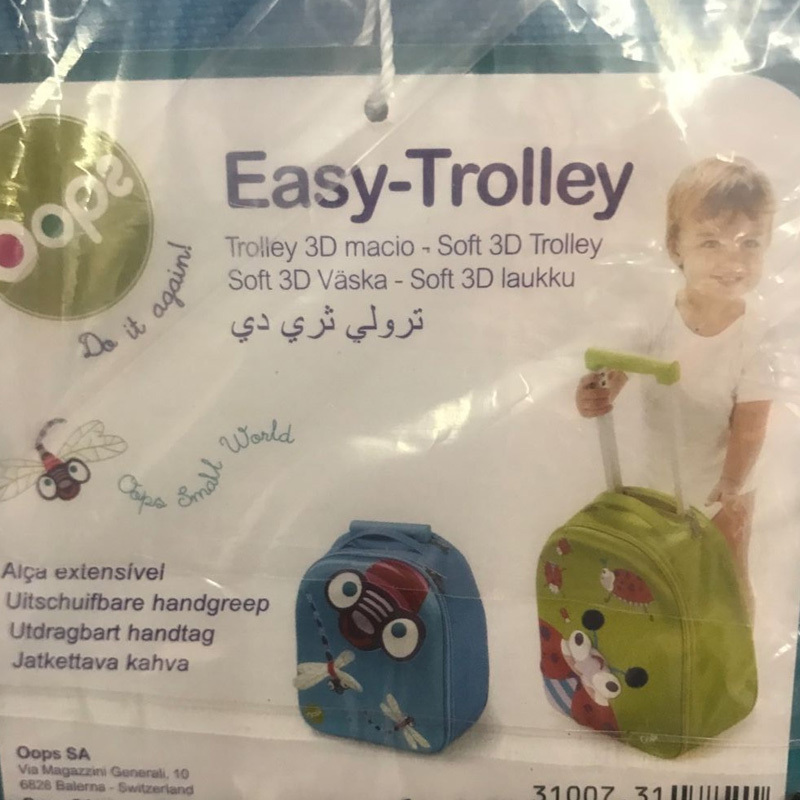 Oops
Do it again!
Easy-Trolley
Trolley 3D macio - Soft 3D Trolley
Soft 3D Väska - Soft 3D laukku
ترولي ثري دي
Oops Small World
Alça extensível
Uitschuifbare handgreep
Utdragbart handtag
Jatkettava kahva
Oops SA
Via Magazzini Generali, 10
6828 Balerna - Switzerland
31007 31